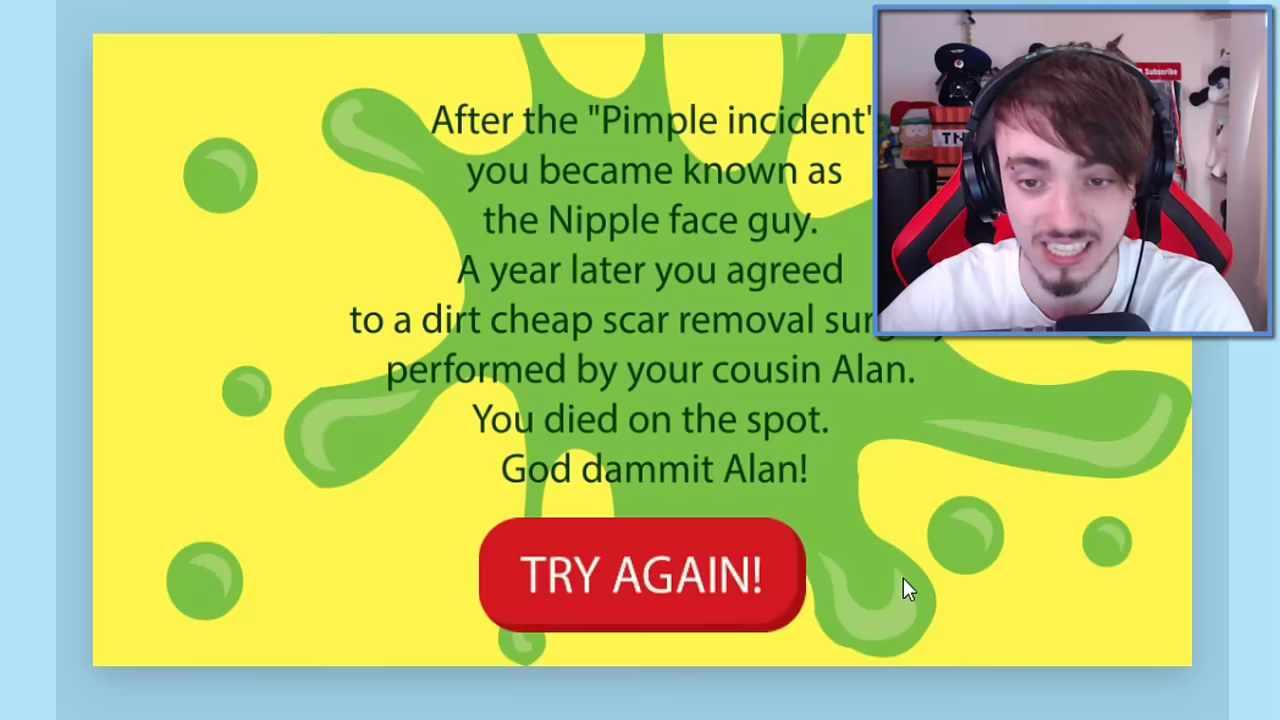 After the "Pimple incident"
you became known as
the Nipple face guy.
A year later you agreed
to a dirt cheap scar removal
performed by your cousin Alan.
You died on the spot.
God dammit Alan!
TRY AGAIN!
Subscribe